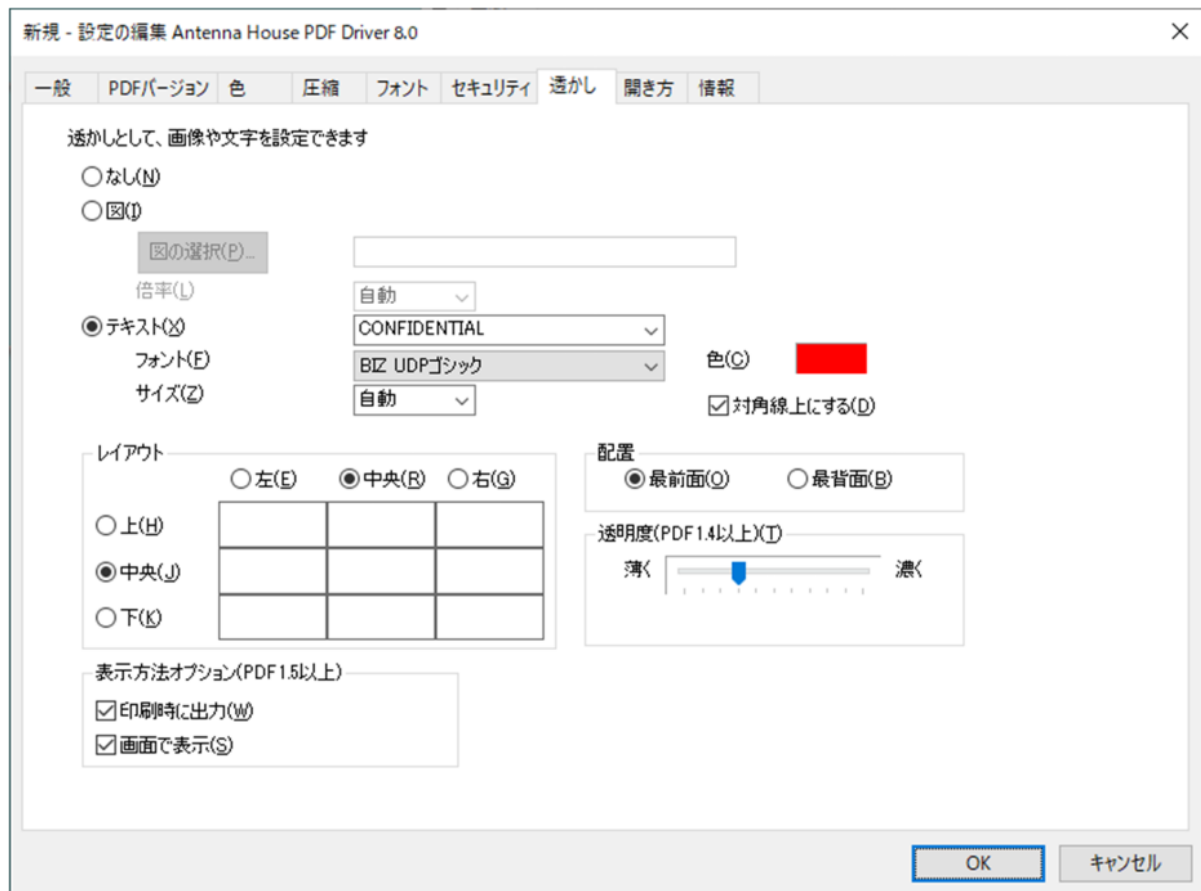 新規 - 設定の編集 Antenna House PDF Driver 8.0
一般 PDFバージョン 色 圧縮 フォント セキュリティ 透かし 開き方 情報
透かしとして、画像や文字を設定できます
なし(N)
図(I)
図の選択(P)...
倍率(L) 自動
テキスト(X) CONFIDENTIAL
フォント(F) BIZ UDPゴシック 色(C)
サイズ(Z) 自動 対角線上にする(D)
レイアウト
左(E) 中央(R) 右(G)
上(H)
中央(J)
下(K)
配置
最前面(O) 最背面(B)
透明度(PDF1.4以上)(T)
薄く 濃く
表示方法オプション(PDF1.5以上)
印刷時に出力(W)
画面で表示(S)
OK キャンセル